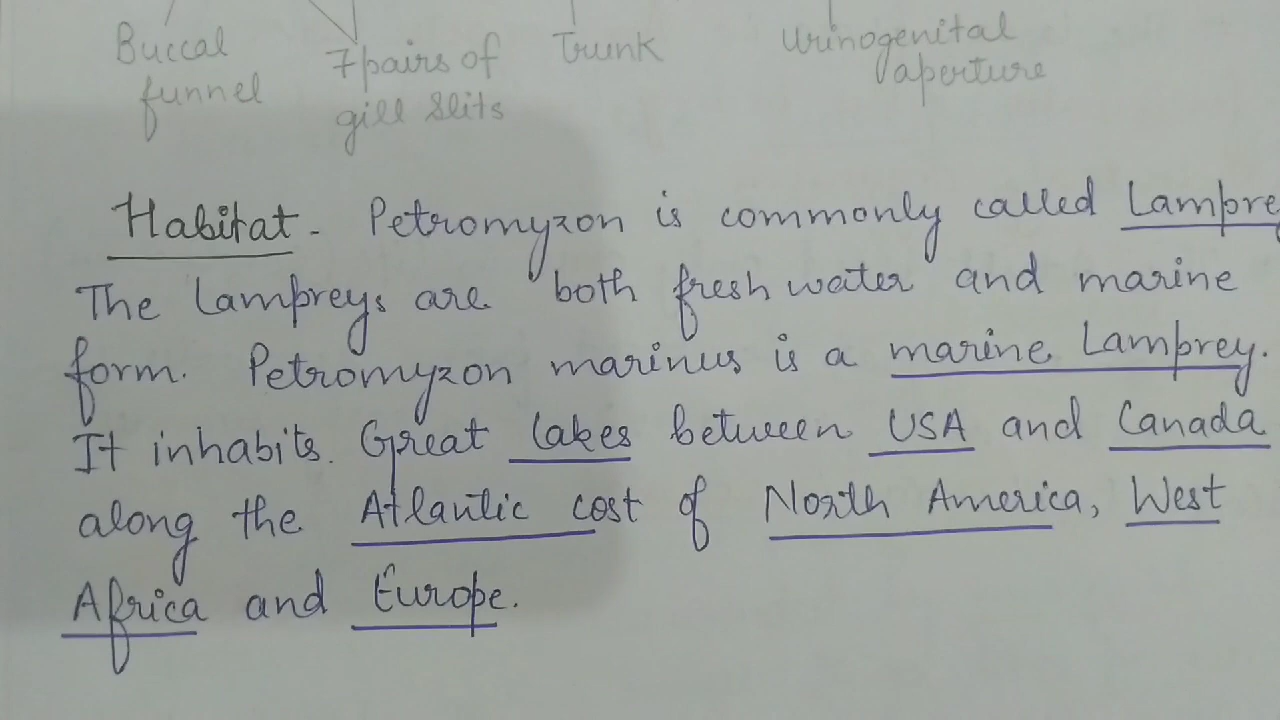 Buccal funnel
7 pairs of gill slits
Trunk
Urinogenital aperture
Habitat - Petromyzon is commonly called Lampre
The Lampreys are both fresh water and marine
form. Petromyzon marinus is a marine Lamprey.
It inhabits. Great Lakes between USA and Canada
along the Atlantic cost of North America, West
Africa and Europe.